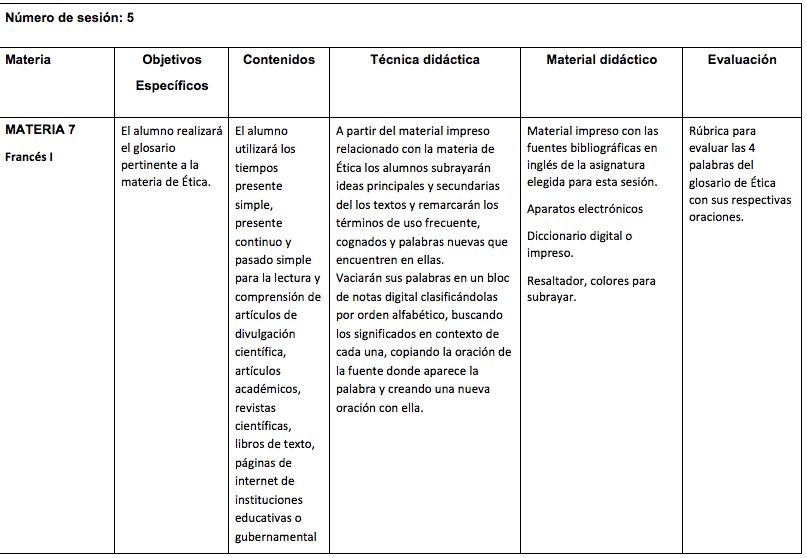 Número de sesión: 5
Materia
Objetivos
Específicos
Contenidos
Técnica didáctica
Material didáctico
Evaluación
MATERIA 7
Francés I
El alumno realizará
el glosario
pertinente a la
materia de Ética.
El alumno
utilizará los
tiempos
presente
simple,
presente
continuo y
pasado simple
para la lectura y
comprensión de
artículos de
divulgación
científica,
artículos
académicos,
revistas
científicas,
libros de texto,
páginas de
internet de
instituciones
educativas o
gubernamental
A partir del material impreso
relacionado con la materia de
Ética los alumnos subrayarán
ideas principales y secundarias
del los textos y remarcarán los
términos de uso frecuente,
cognados y palabras nuevas que
encuentren en ellas.
Vaciarán sus palabras en un bloc
de notas digital clasificándolas
por orden alfabético, buscando
los significados en contexto de
cada una, copiando la oración de
la fuente donde aparece la
palabra y creando una nueva
oración con ella.
Material impreso con las
fuentes bibliográficas en
inglés de la asignatura
elegida para esta sesión.
Aparatos electrónicos
Diccionario digital o
impreso.
Resaltador, colores para
subrayar.
Rúbrica para
evaluar las 4
palabras del
glosario de Ética
con sus respectivas
oraciones.